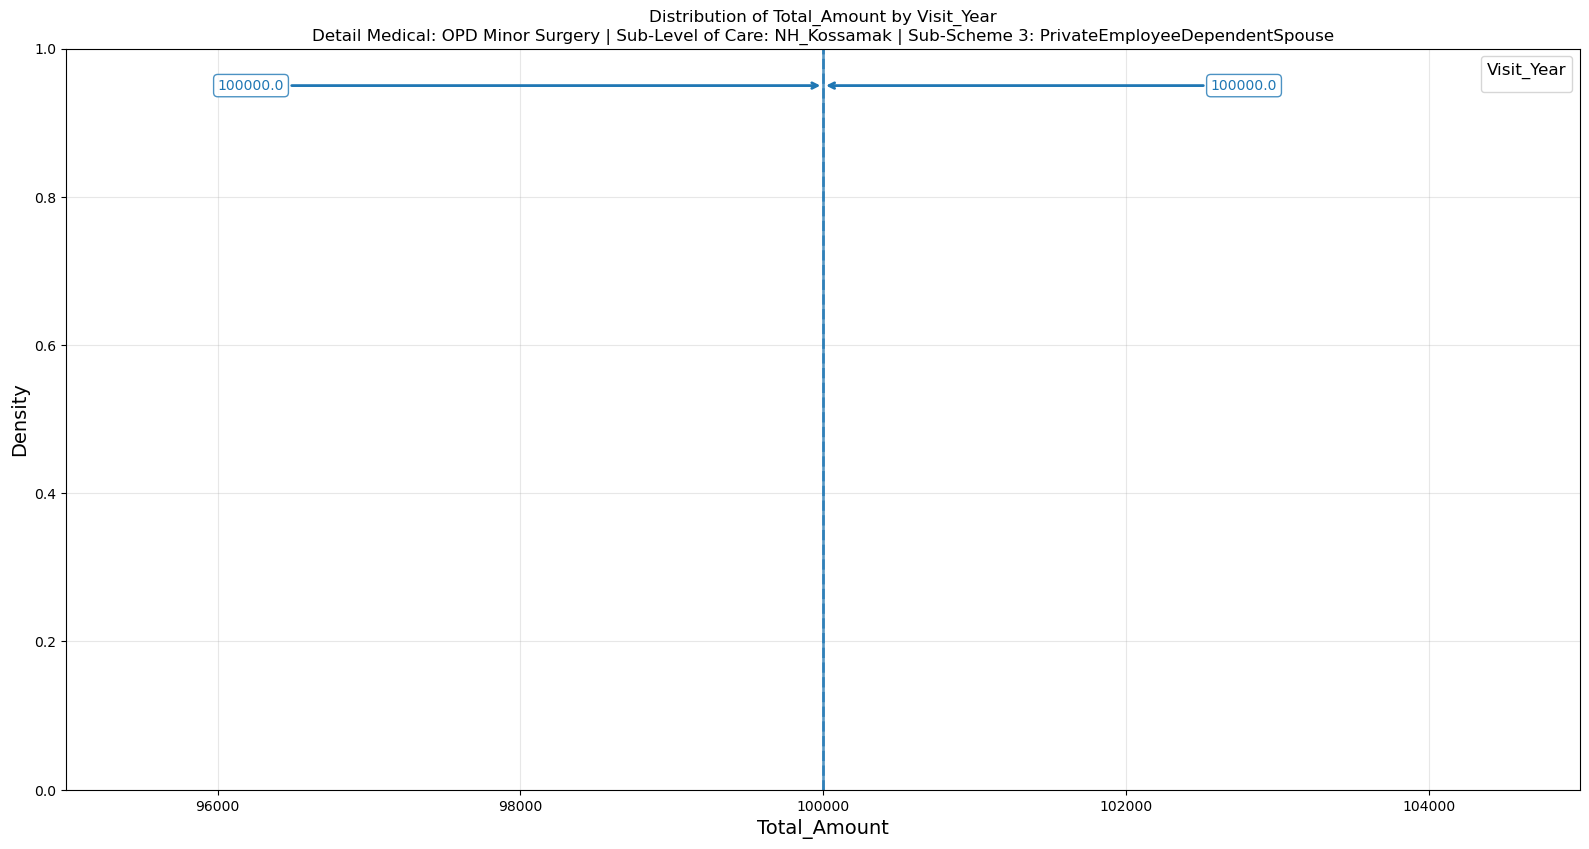 Distribution of Total_Amount by Visit_Year
Detail Medical: OPD Minor Surgery | Sub-Level of Care: NH_Kossamak | Sub-Scheme 3: PrivateEmployeeDependentSpouse
Visit_Year
100000.0
100000.0
Density
1.0
0.8
0.6
0.4
0.2
0.0
96000
98000
100000
102000
104000
Total_Amount